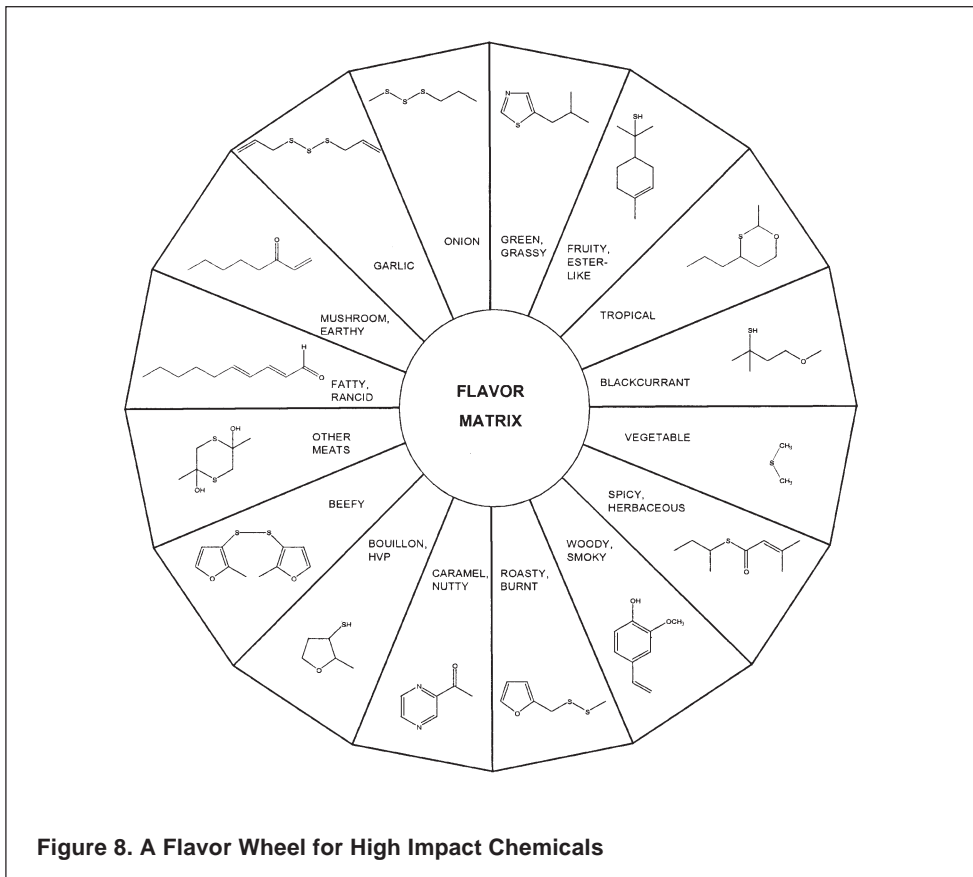 ONION
GREEN,
GRASSY
FRUITY,
ESTER-
LIKE
TROPICAL
BLACKCURRANT
VEGETABLE
SPICY,
HERBACEOUS
WOODY,
SMOKY
ROASTY,
BURNT
CARAMEL,
NUTTY
BOUILLON,
HVP
BEEFY
OTHER
MEATS
FATTY,
RANCID
MUSHROOM,
EARTHY
GARLIC
FLAVOR
MATRIX
S
S
S
N
S
SH
S
O
SH
O
S
CH3
CH3
S
O
OH
OCH3
O
S
S
N
N
O
SH
O
S
S
O
O
OH
S
S
OH
H
O
O
S
S
S
Figure 8. A Flavor Wheel for High Impact Chemicals